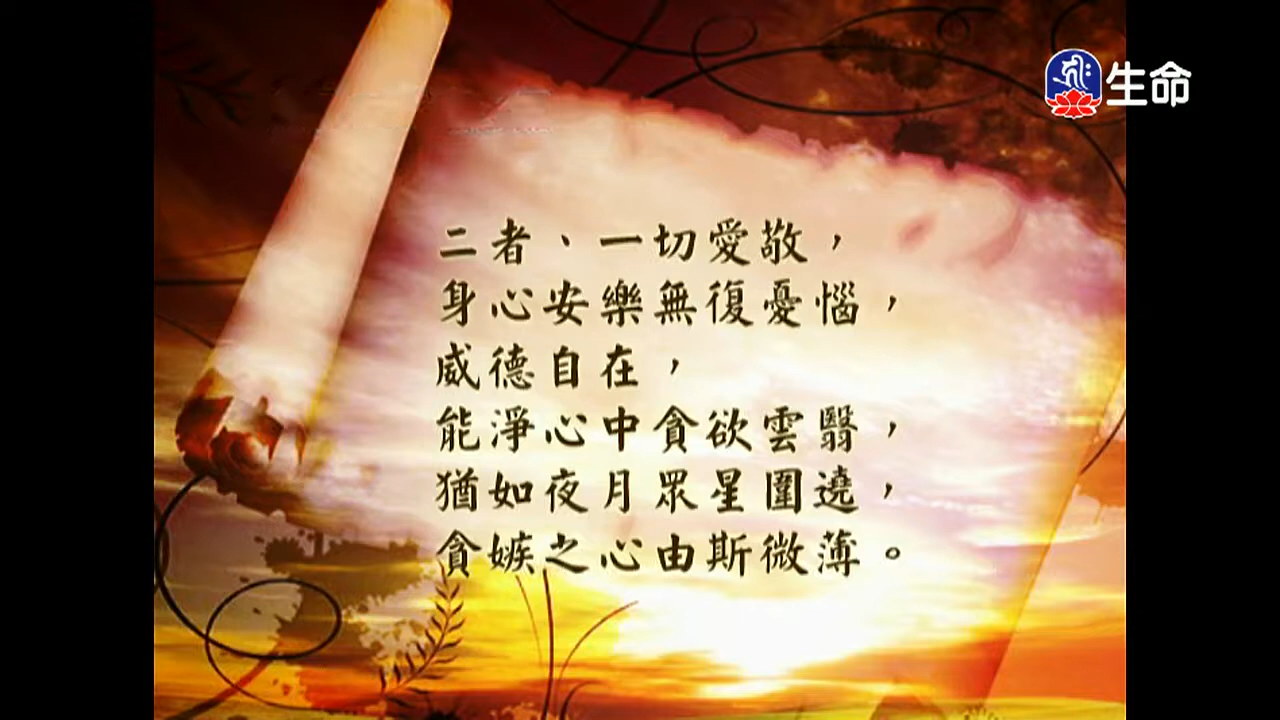 生命
二者、一切愛敬，
身心安樂無復憂惱，
威德自在，
能淨心中貪欲雲翳，
猶如夜月眾星圍遶，
貪嫉之心由斯微薄。